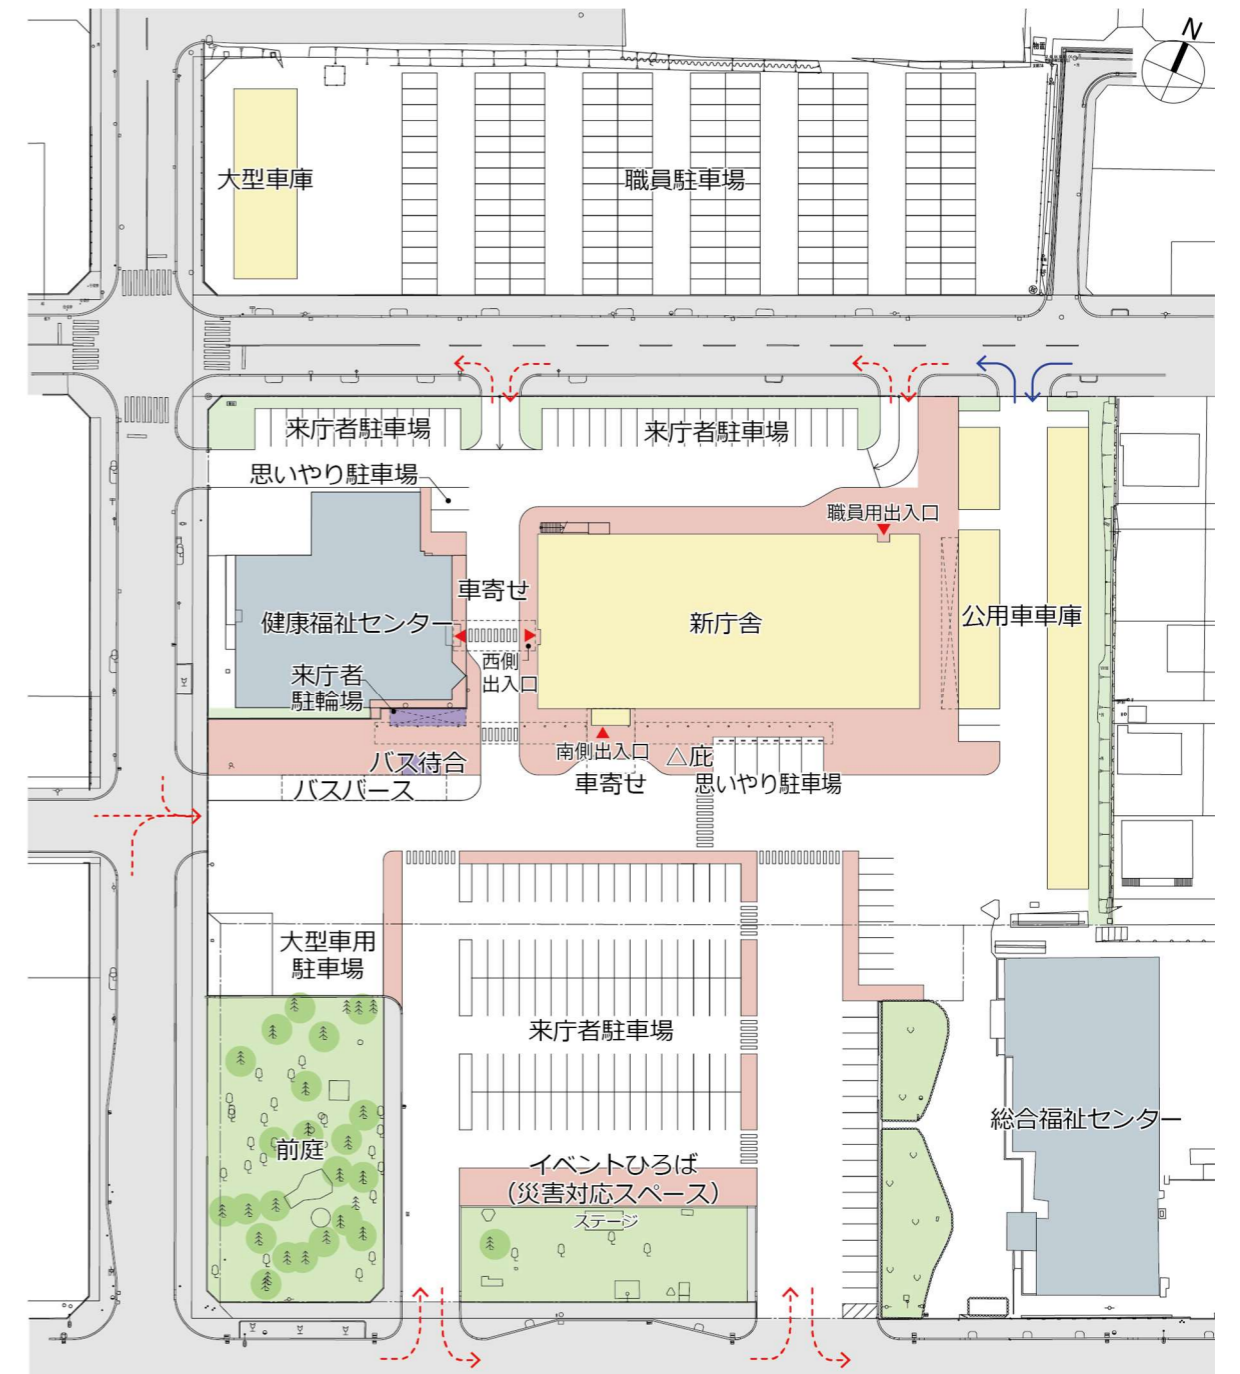 N
大型車庫
職員駐車場
来庁者駐車場
来庁者駐車場
思いやり駐車場
職員用出入口
車寄せ
健康福祉センター
新庁舎
公用車車庫
西側
出入口
来庁者
駐輪場
南側出入口
△庇
バス待合
車寄せ
思いやり駐車場
バスバース
大型車用
駐車場
来庁者駐車場
前庭
総合福祉センター
イベントひろば
（災害対応スペース）
ステージ